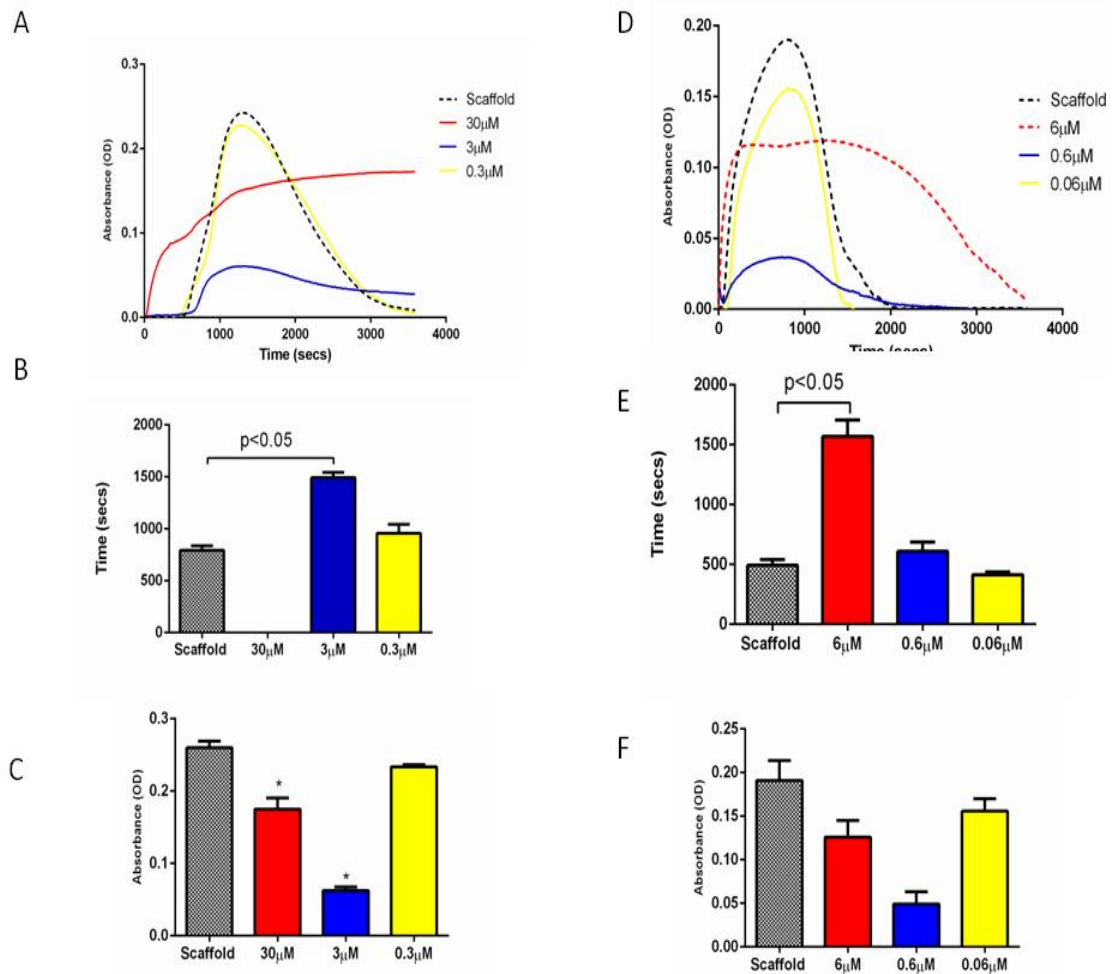 A
0.3
0.2
0.1
0.0
Absorbance (OD)
0
1000
2000
3000
4000
Time (secs)
Scaffold
30μM
3μM
0.3μM
D
0.20
0.15
0.10
0.05
0.00
Absorbance (OD)
0
1000
2000
3000
4000
Time (secs)
Scaffold
6μM
0.6μM
0.06μM
B
2000
1500
1000
500
0
Time (secs)
p<0.05
Scaffold
30μM
3μM
0.3μM
E
2000
1500
1000
500
0
Time (secs)
p<0.05
Scaffold
6μM
0.6μM
0.06μM
C
0.3
0.2
0.1
0.0
Absorbance (OD)
*
*
Scaffold
30μM
3μM
0.3μM
F
0.25
0.20
0.15
0.10
0.05
0.00
Absorbance (OD)
Scaffold
6μM
0.6μM
0.06μM